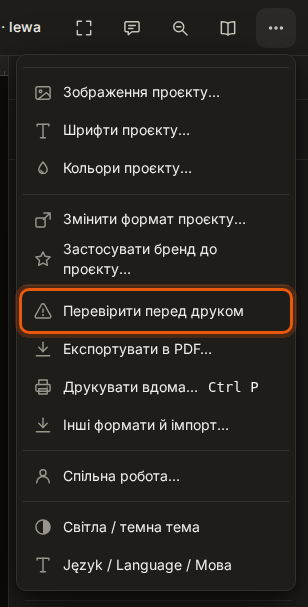 · Iewa
Зображення проєкту...
Шрифти проєкту...
Кольори проєкту...
Змінити формат проєкту...
Застосувати бренд до
проєкту...
Перевірити перед друком
Експортувати в PDF...
Друкувати вдома... Ctrl P
Інші формати й імпорт...
Спільна робота...
Світла / темна тема
Język / Language / Мова